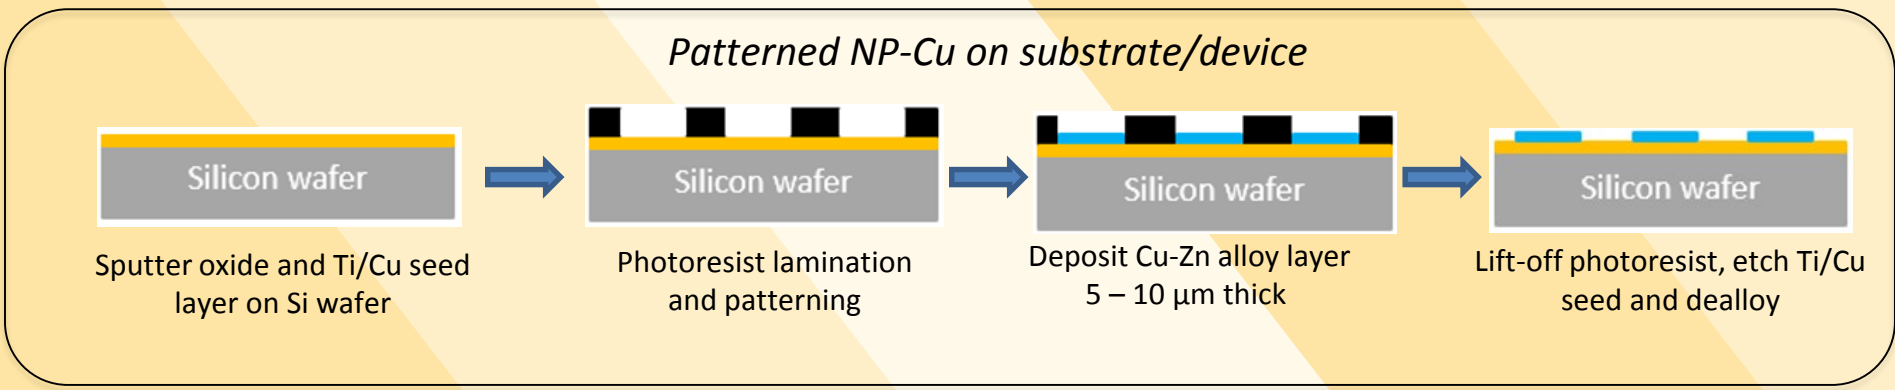 Patterned NP-Cu on substrate/device
Silicon wafer
Silicon wafer
Silicon wafer
Silicon wafer
Sputter oxide and Ti/Cu seed
layer on Si wafer
Photoresist lamination
and patterning
Deposit Cu-Zn alloy layer
5 – 10 μm thick
Lift-off photoresist, etch Ti/Cu
seed and dealloy